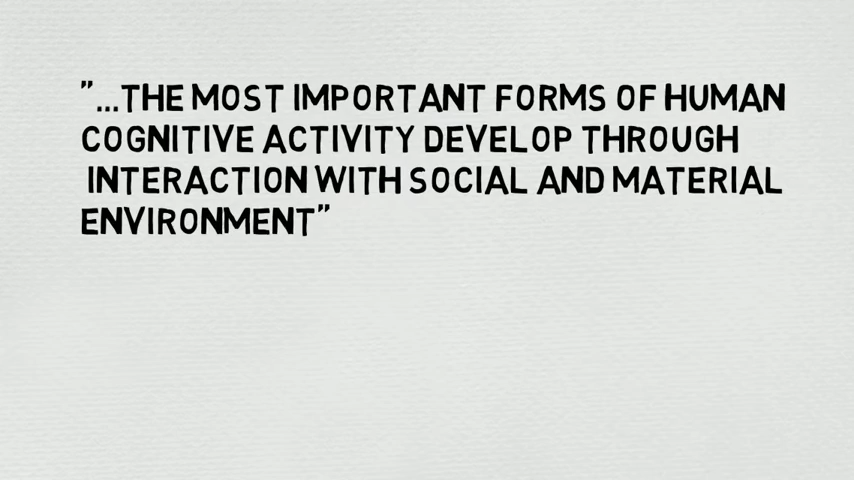 "...THE MOST IMPORTANT FORMS OF HUMAN
COGNITIVE ACTIVITY DEVELOP THROUGH
INTERACTION WITH SOCIAL AND MATERIAL
ENVIRONMENT"